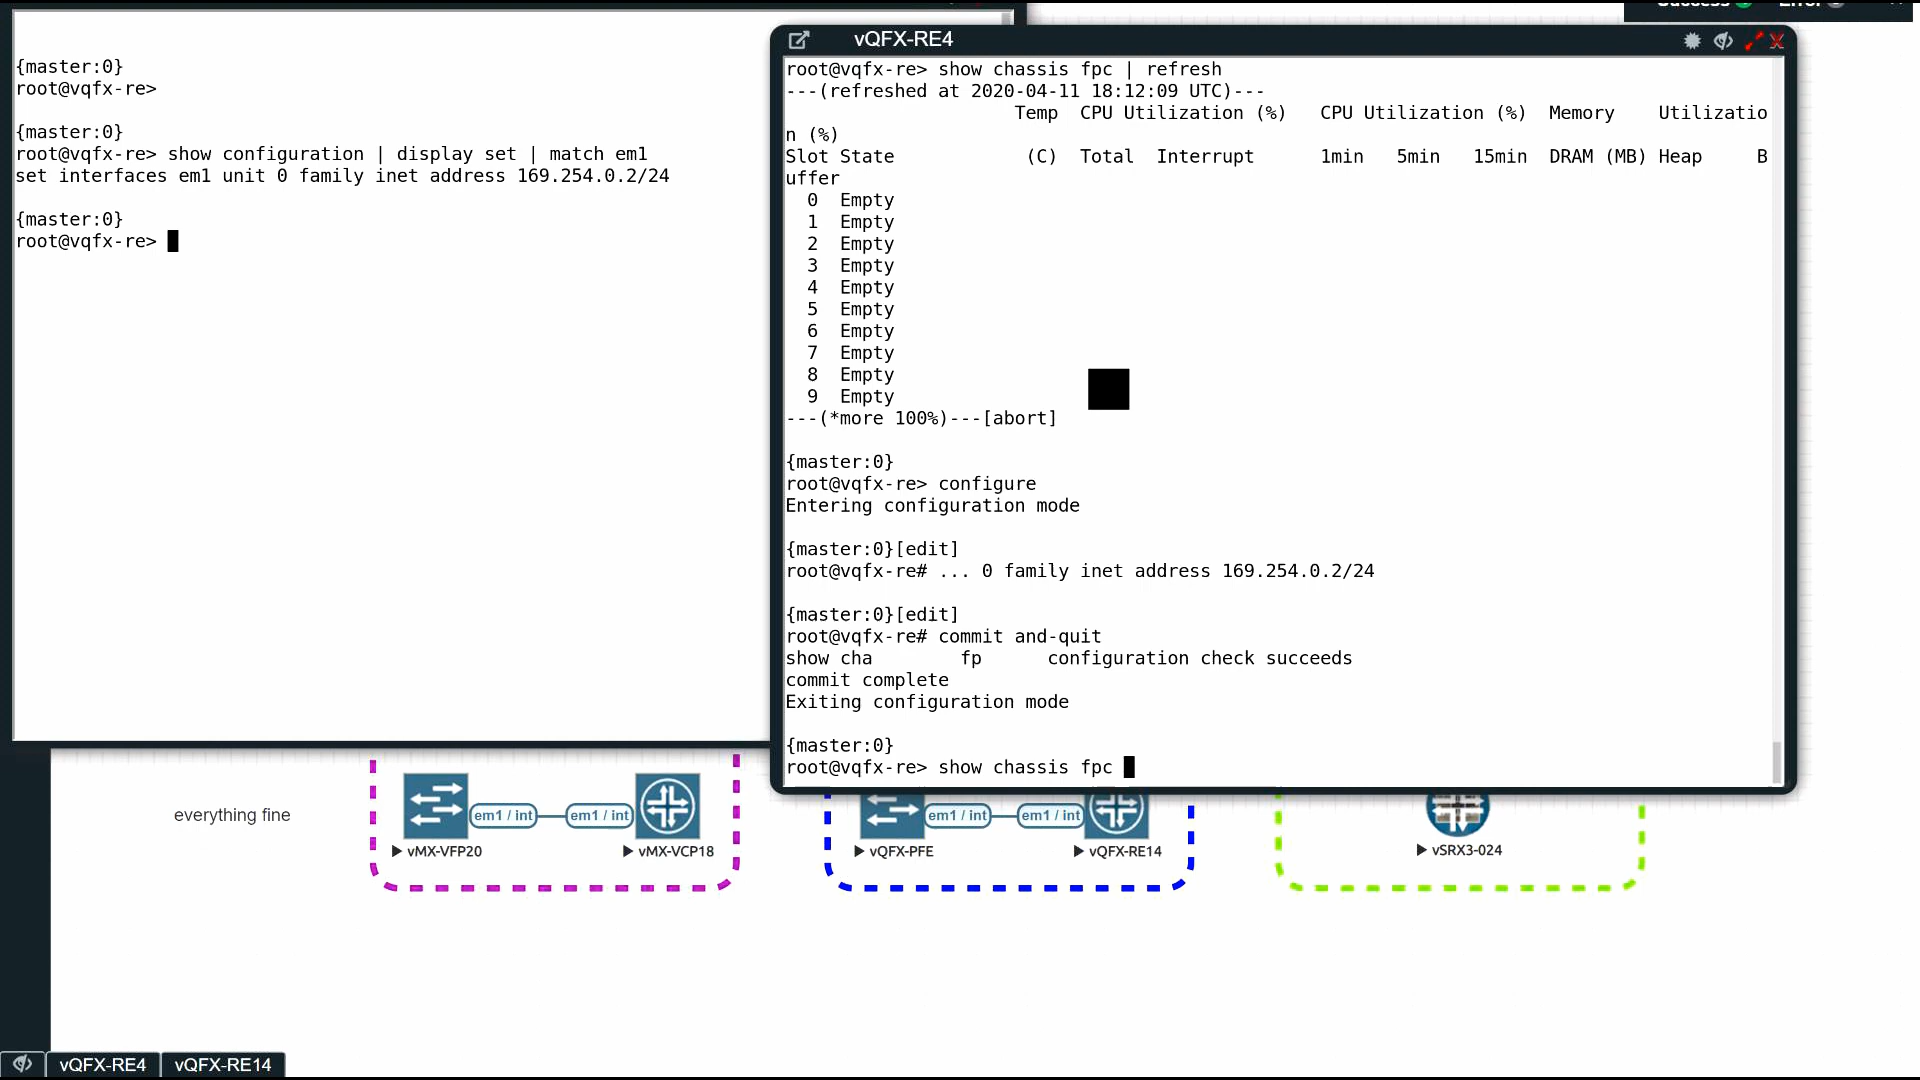 {master:0}
root@vqfx-re>
{master:0}
root@vqfx-re> show configuration | display set | match em1
set interfaces em1 unit 0 family inet address 169.254.0.2/24
{master:0}
root@vqfx-re>
vQFX-RE4
root@vqfx-re> show chassis fpc | refresh
---(refreshed at 2020-04-11 18:12:09 UTC)---
Temp CPU Utilization (%) CPU Utilization (%) Memory Utilizatio
n (%)
Slot State (C) Total Interrupt 1min 5min 15min DRAM (MB) Heap B
uffer
0 Empty
1 Empty
2 Empty
3 Empty
4 Empty
5 Empty
6 Empty
7 Empty
8 Empty
9 Empty
---(*more 100%)---[abort]
{master:0}
root@vqfx-re> configure
Entering configuration mode
{master:0}[edit]
root@vqfx-re# ... 0 family inet address 169.254.0.2/24
{master:0}[edit]
root@vqfx-re# commit and-quit
show cha fp configuration check succeeds
commit complete
Exiting configuration mode
{master:0}
root@vqfx-re> show chassis fpc
everything fine
em1 / int
em1 / int
vMX-VFP20
vMX-VCP18
em1 / int
em1 / int
vQFX-PFE
vQFX-RE14
vSRX3-024
vQFX-RE4
vQFX-RE14